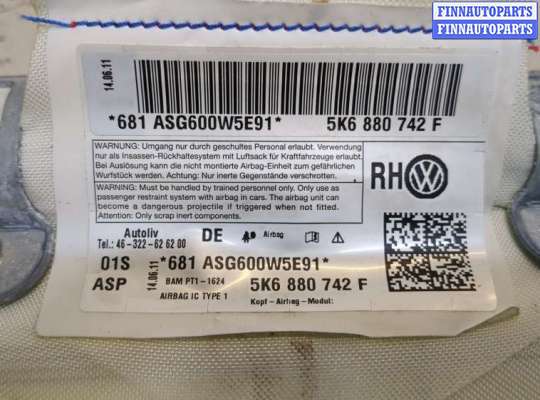 FINNAUTOPARTS
FINNAUTOPARTS
14.06.11
*681 ASG600W5E91* 5K6 880 742 F
WARNUNG: Umgang nur durch geschultes Personal erlaubt. Verwendung
nur als Insassen-Rückhaltesystem mit Luftsack für Kraftfahrzeuge erlaubt.
Bei Auslösung kann die nicht montierte Airbag-Einheit zum gefährlichen
Wurfstück werden. Achtung: Nur inerte Gegenstände verschrotten.
WARNING: Must be handled by trained personnel only. Only use as
passenger restraint system with airbag in cars. The airbag unit can
become a dangerous projectile if triggered when not fitted.
Attention: Only scrap inert components.
RH
Autoliv
Tel.: 46-322-62 62 00
DE
Airbag
01S 14.06.11 *681 ASG600W5E91*
ASP BAM PT1-1624 5K6 880 742 F
AIRBAG IC TYPE 1 Kopf-Airbag-Modul: